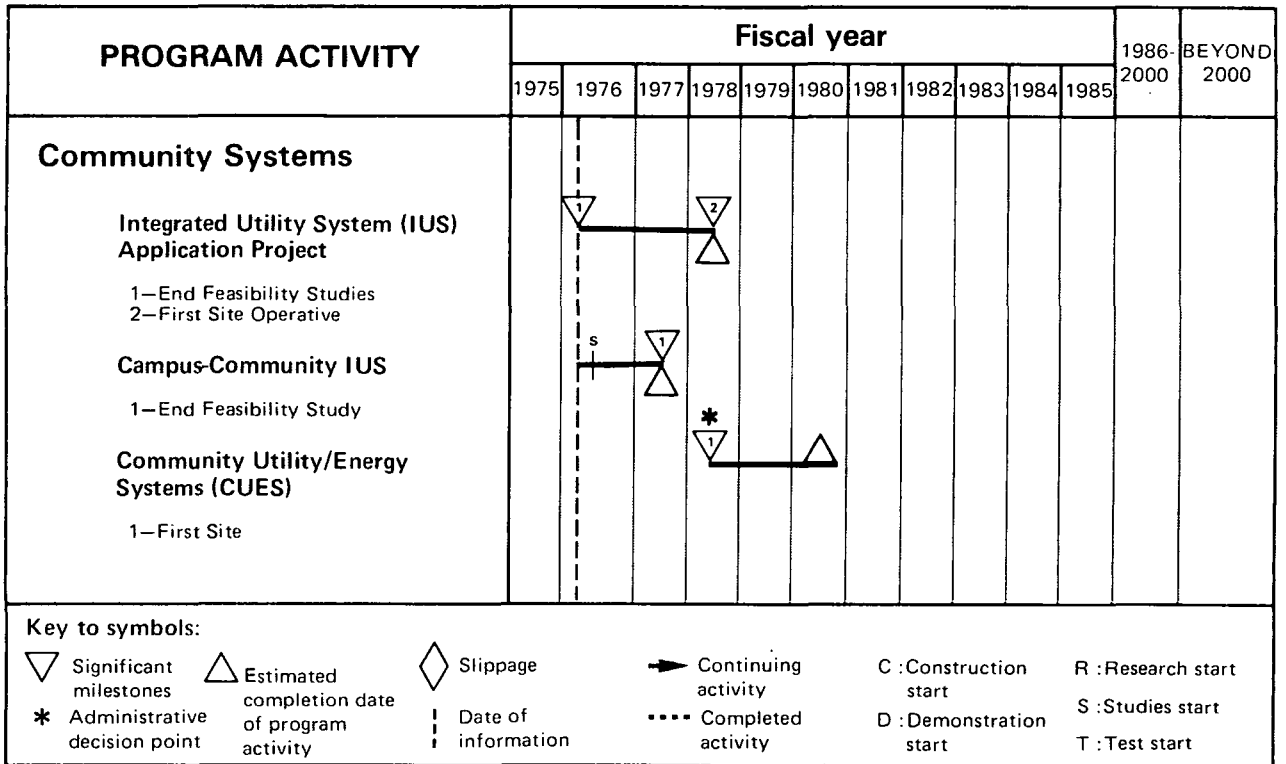 PROGRAM ACTIVITY
Fiscal year
1975 1976 1977 1978 1979 1980 1981 1982 1983 1984 1985
1986-
2000
BEYOND
2000
Community Systems
Integrated Utility System (IUS)
Application Project
1 2
1—End Feasibility Studies
2—First Site Operative
Campus-Community IUS
S 1
1—End Feasibility Study
*
Community Utility/Energy
Systems (CUES)
1
1—First Site
Key to symbols:
Significant
milestones
* Administrative
decision point
Estimated
completion date
of program
activity
Slippage
Date of
information
Continuing
activity
Completed
activity
C : Construction
start
D : Demonstration
start
R : Research start
S : Studies start
T : Test start